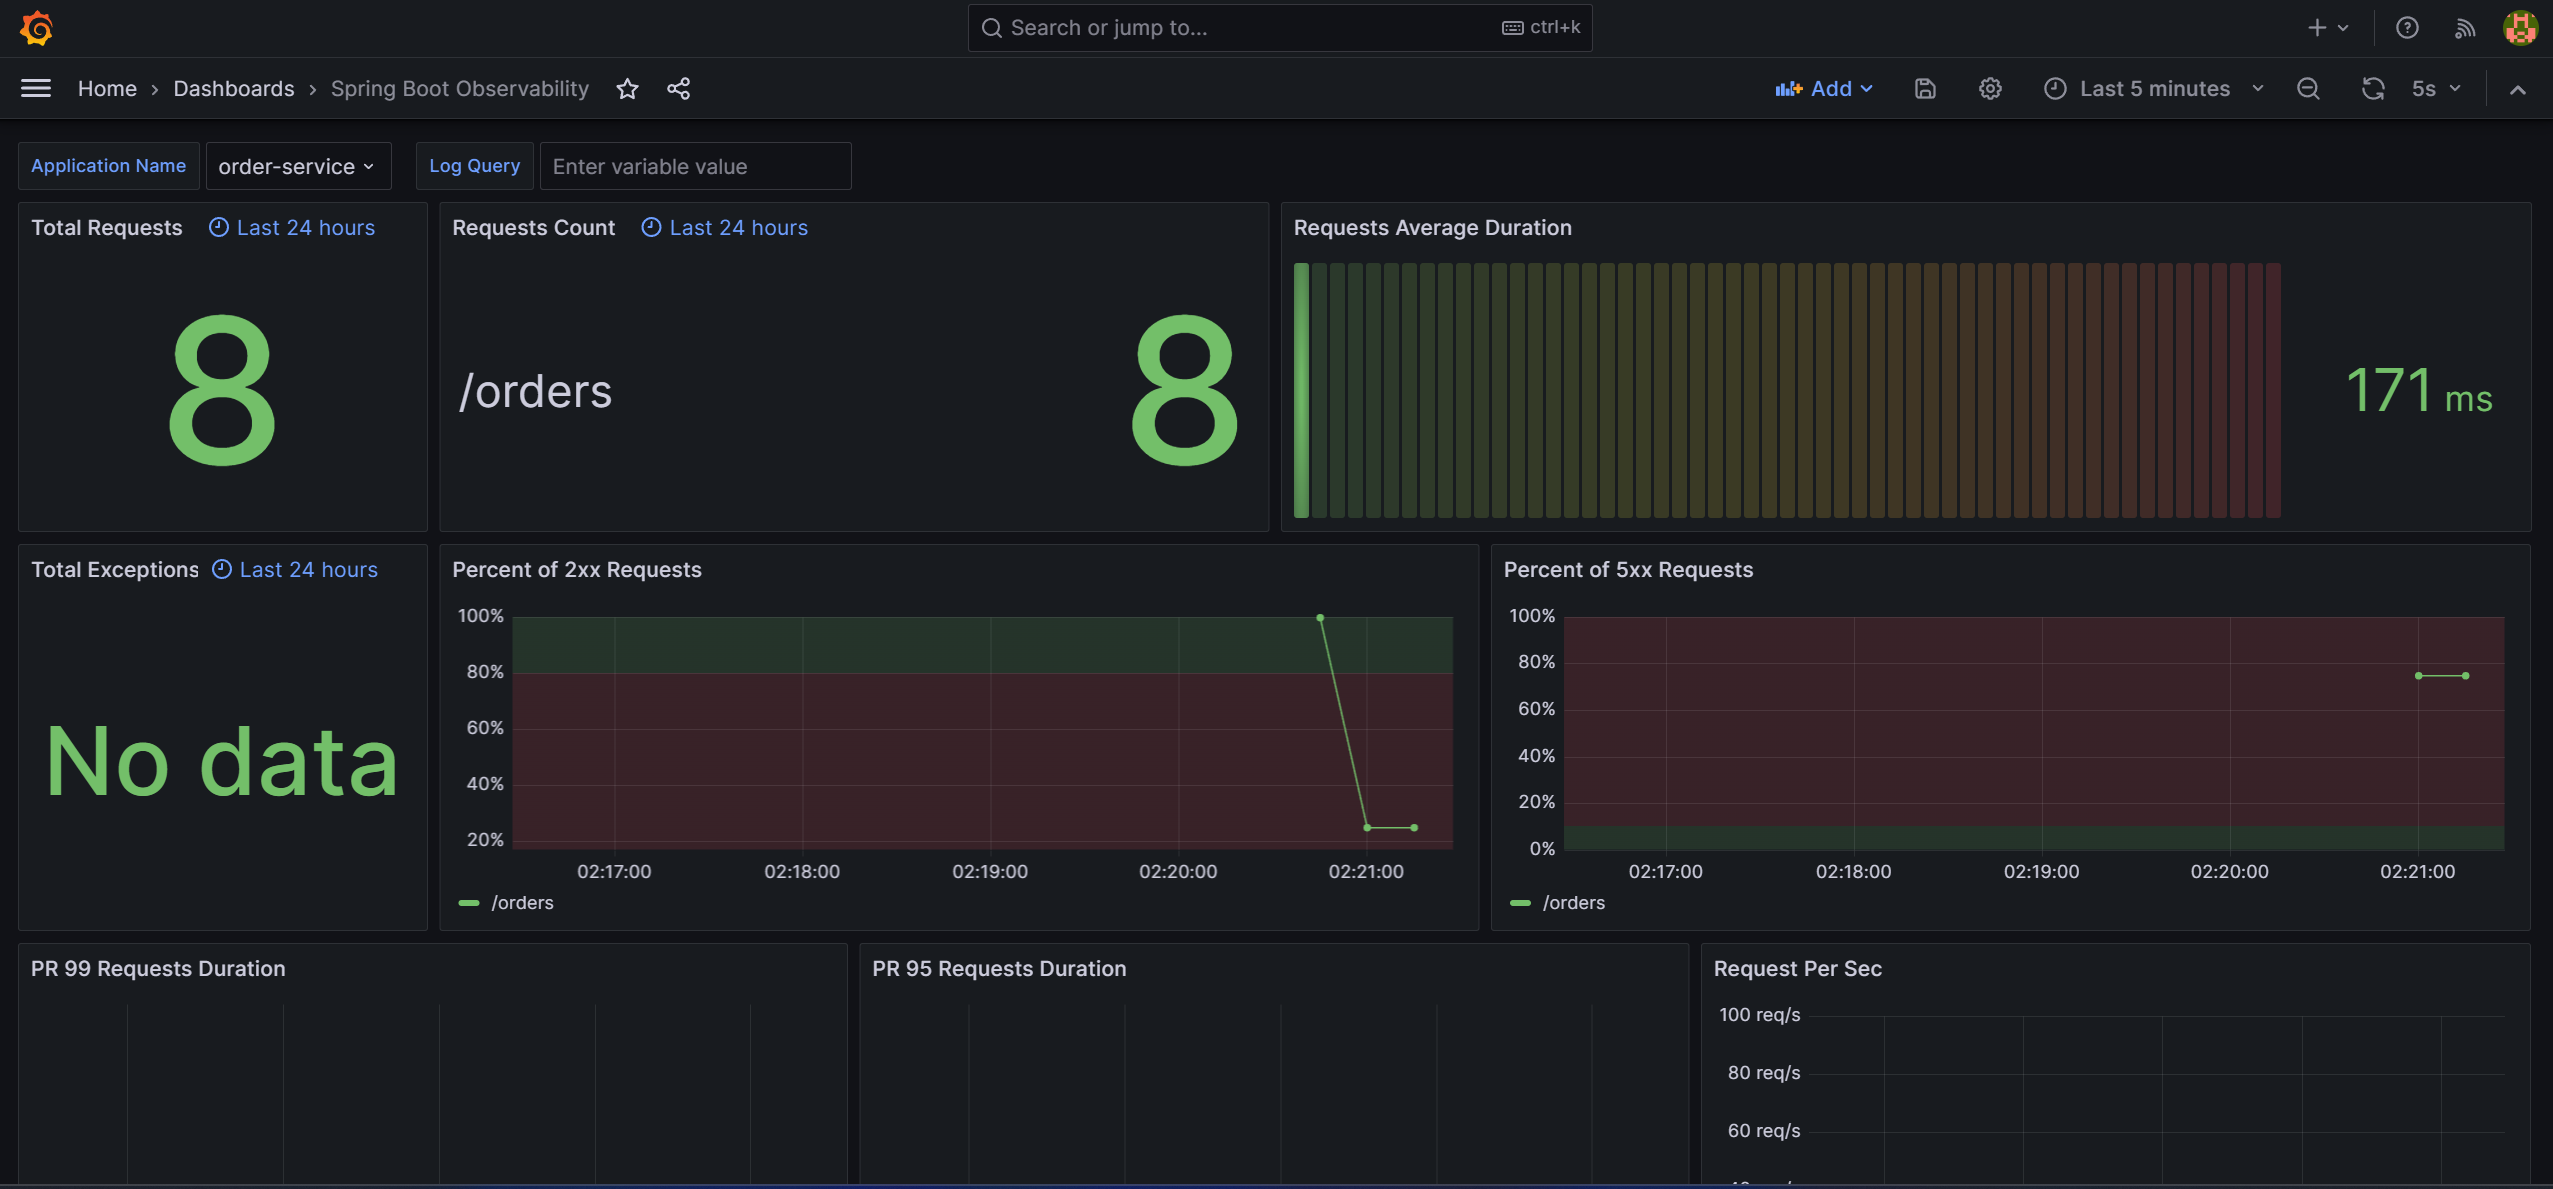 Search or jump to...
ctrl+k
Home › Dashboards › Spring Boot Observability
Add
Last 5 minutes
5s
Application Name
order-service
Log Query
Enter variable value
Total Requests
Last 24 hours
8
Requests Count
Last 24 hours
/orders
8
Requests Average Duration
171 ms
Total Exceptions
Last 24 hours
No data
Percent of 2xx Requests
100%
80%
60%
40%
20%
02:17:00
02:18:00
02:19:00
02:20:00
02:21:00
/orders
Percent of 5xx Requests
100%
80%
60%
40%
20%
0%
02:17:00
02:18:00
02:19:00
02:20:00
02:21:00
/orders
PR 99 Requests Duration
PR 95 Requests Duration
Request Per Sec
100 req/s
80 req/s
60 req/s